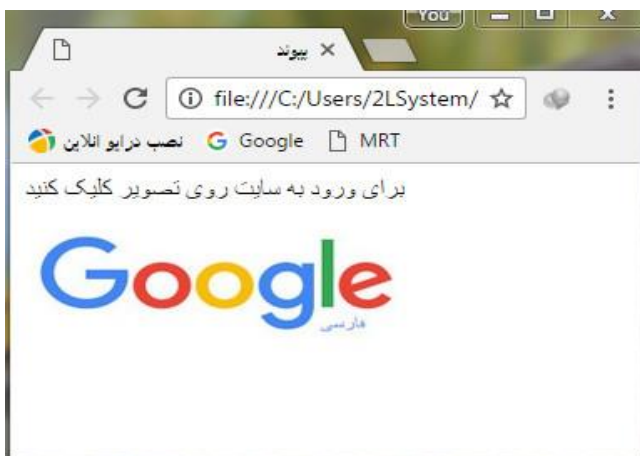 You
پیوند
file:///C:/Users/2LSystem/
نصب درایو انلاین Google MRT
برای ورود به سایت روی تصویر کلیک کنید
Google
فارسی